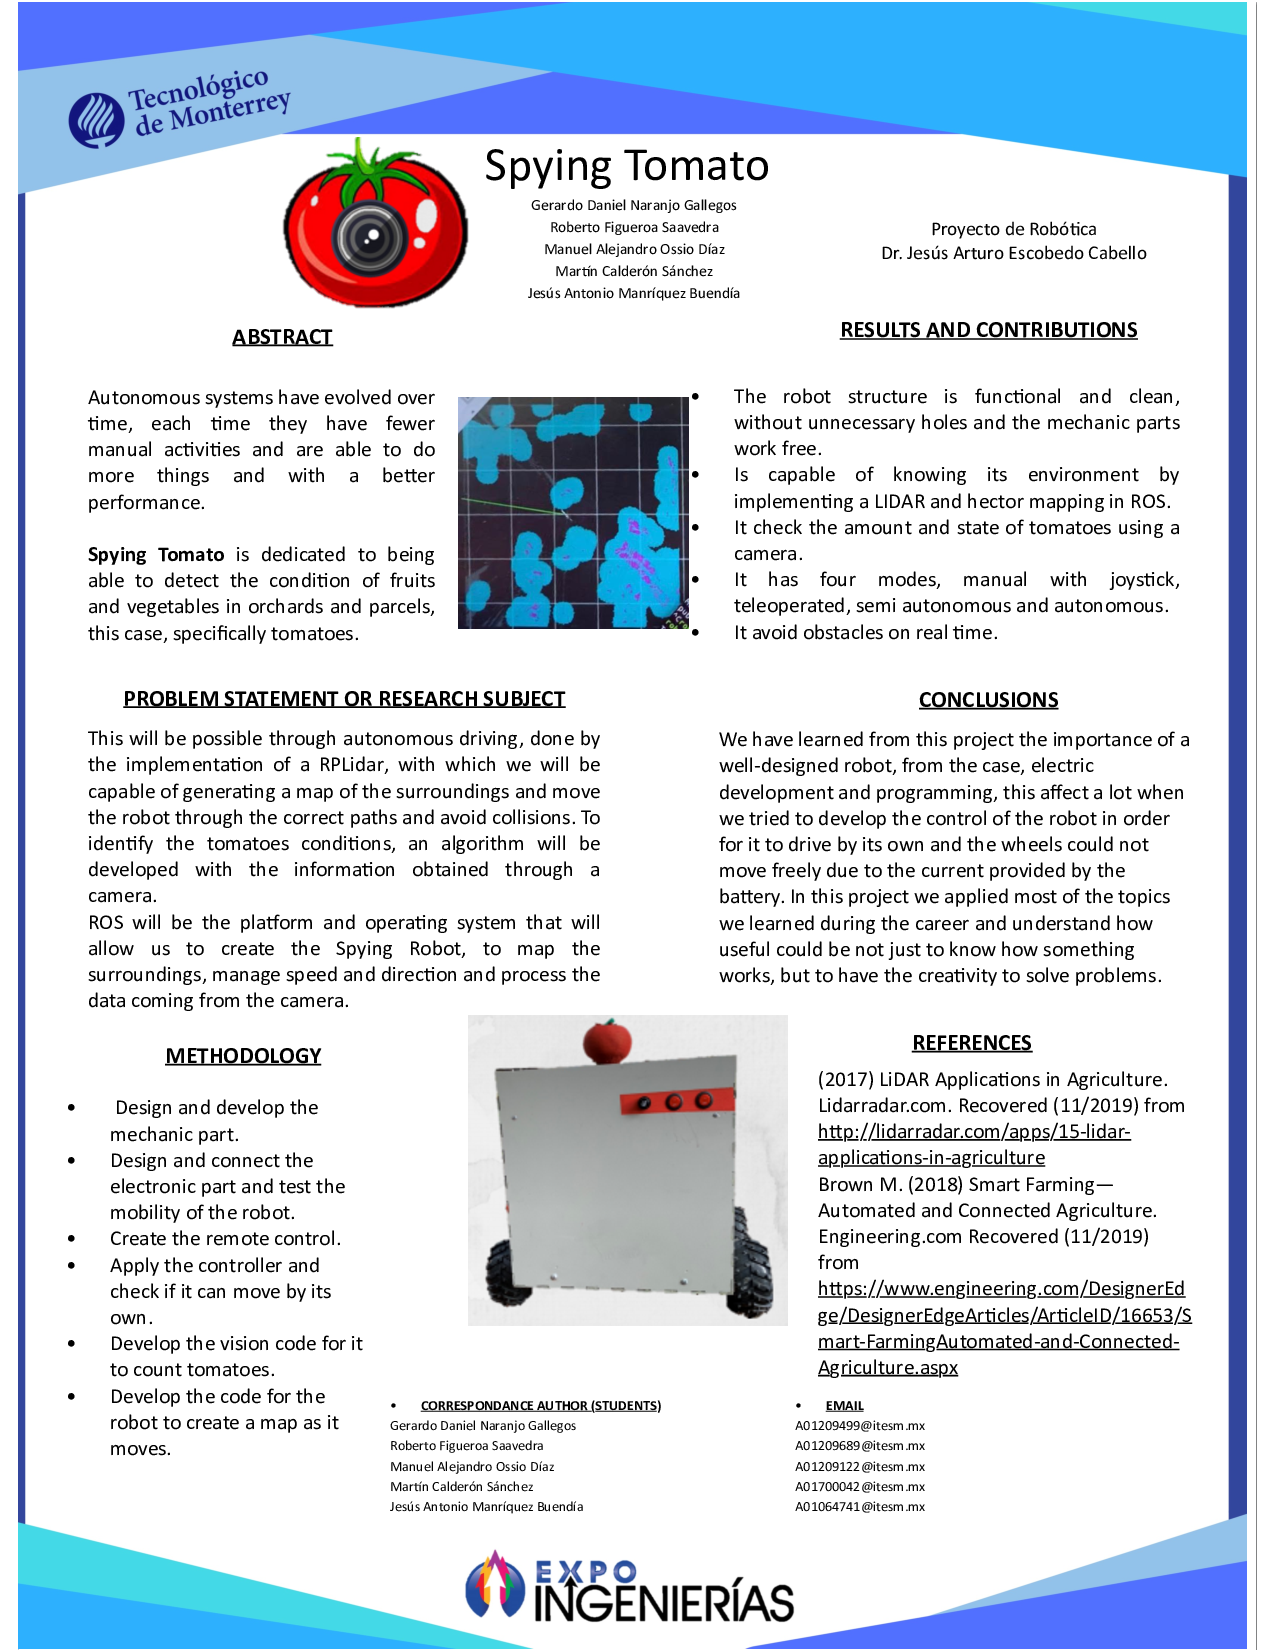 Tecnológico
de Monterrey
Spying Tomato
Gerardo Daniel Naranjo Gallegos
Roberto Figueroa Saavedra
Manuel Alejandro Ossio Díaz
Martín Calderón Sánchez
Jesús Antonio Manríquez Buendía
Proyecto de Robótica
Dr. Jesús Arturo Escobedo Cabello
ABSTRACT
Autonomous systems have evolved over
time, each time they have fewer
manual activities and are able to do
more things and with a better
performance.
Spying Tomato is dedicated to being
able to detect the condition of fruits
and vegetables in orchards and parcels,
this case, specifically tomatoes.
RESULTS AND CONTRIBUTIONS
• The robot structure is functional and clean,
without unnecessary holes and the mechanic parts
work free.
• Is capable of knowing its environment by
implementing a LIDAR and hector mapping in ROS.
• It check the amount and state of tomatoes using a
camera.
• It has four modes, manual with joystick,
teleoperated, semi autonomous and autonomous.
• It avoid obstacles on real time.
PROBLEM STATEMENT OR RESEARCH SUBJECT
This will be possible through autonomous driving, done by
the implementation of a RPLidar, with which we will be
capable of generating a map of the surroundings and move
the robot through the correct paths and avoid collisions. To
identify the tomatoes conditions, an algorithm will be
developed with the information obtained through a
camera.
ROS will be the platform and operating system that will
allow us to create the Spying Robot, to map the
surroundings, manage speed and direction and process the
data coming from the camera.
CONCLUSIONS
We have learned from this project the importance of a
well-designed robot, from the case, electric
development and programming, this affect a lot when
we tried to develop the control of the robot in order
for it to drive by its own and the wheels could not
move freely due to the current provided by the
battery. In this project we applied most of the topics
we learned during the career and understand how
useful could be not just to know how something
works, but to have the creativity to solve problems.
METHODOLOGY
• Design and develop the
mechanic part.
• Design and connect the
electronic part and test the
mobility of the robot.
• Create the remote control.
• Apply the controller and
check if it can move by its
own.
• Develop the vision code for it
to count tomatoes.
• Develop the code for the
robot to create a map as it
moves.
REFERENCES
(2017) LiDAR Applications in Agriculture.
Lidarradar.com. Recovered (11/2019) from
http://lidarradar.com/apps/15-lidar-
applications-in-agriculture
Brown M. (2018) Smart Farming—
Automated and Connected Agriculture.
Engineering.com Recovered (11/2019)
from
https://www.engineering.com/DesignerEd
ge/DesignerEdgeArticles/ArticleID/16653/S
mart-FarmingAutomated-and-Connected-
Agriculture.aspx
• CORRESPONDANCE AUTHOR (STUDENTS)
Gerardo Daniel Naranjo Gallegos
Roberto Figueroa Saavedra
Manuel Alejandro Ossio Díaz
Martín Calderón Sánchez
Jesús Antonio Manríquez Buendía
• EMAIL
A01209499@itesm.mx
A01209689@itesm.mx
A01209122@itesm.mx
A01700042@itesm.mx
A01064741@itesm.mx
EXPO
INGENIERÍAS